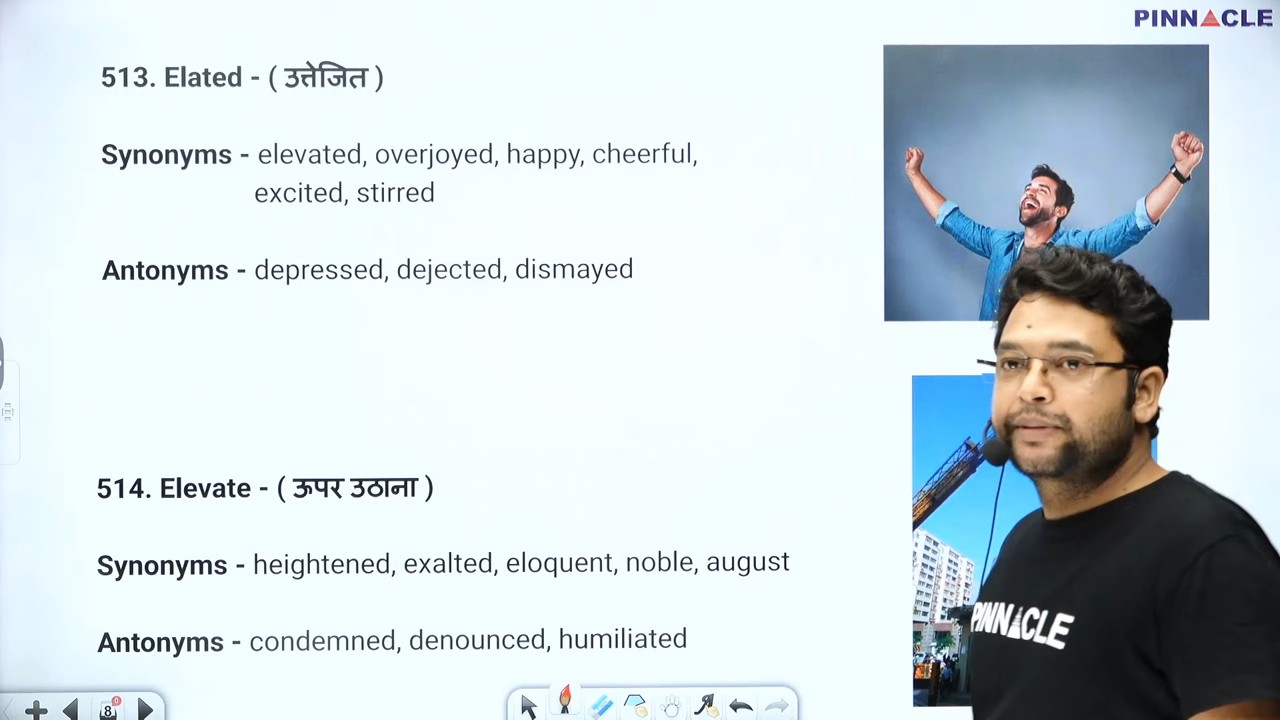 PINNACLE
513. Elated - ( उत्तेजित )
Synonyms - elevated, overjoyed, happy, cheerful,
excited, stirred
Antonyms - depressed, dejected, dismayed
514. Elevate - ( ऊपर उठाना )
Synonyms - heightened, exalted, eloquent, noble, august
Antonyms - condemned, denounced, humiliated
PINNACLE
8
0